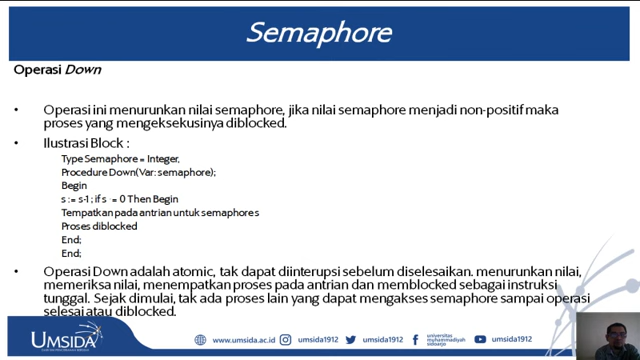 Semaphore
Operasi Down
• Operasi ini menurunkan nilai semaphore, jika nilai semaphore menjadi non-positif maka
proses yang mengeksekusinya diblocked.
• Ilustrasi Block :
Type Semaphore = Integer,
Procedure Down(Var: semaphore);
Begin
s := s-1 ; if s = 0 Then Begin
Tempatkan pada antrian untuk semaphore s
Proses diblocked
End;
End;
• Operasi Down adalah atomic, tak dapat diinterupsi sebelum diselesaikan. menurunkan nilai,
memeriksa nilai, menempatkan proses pada antrian dan memblocked sebagai instruksi
tunggal. Sejak dimulai, tak ada proses lain yang dapat mengakses semaphore sampai operasi
selesai atau diblocked.
UMSIDA
www.umsida.ac.id umsida1912 umsida1912 universitas muhammadiyah sidoarjo umsida1912